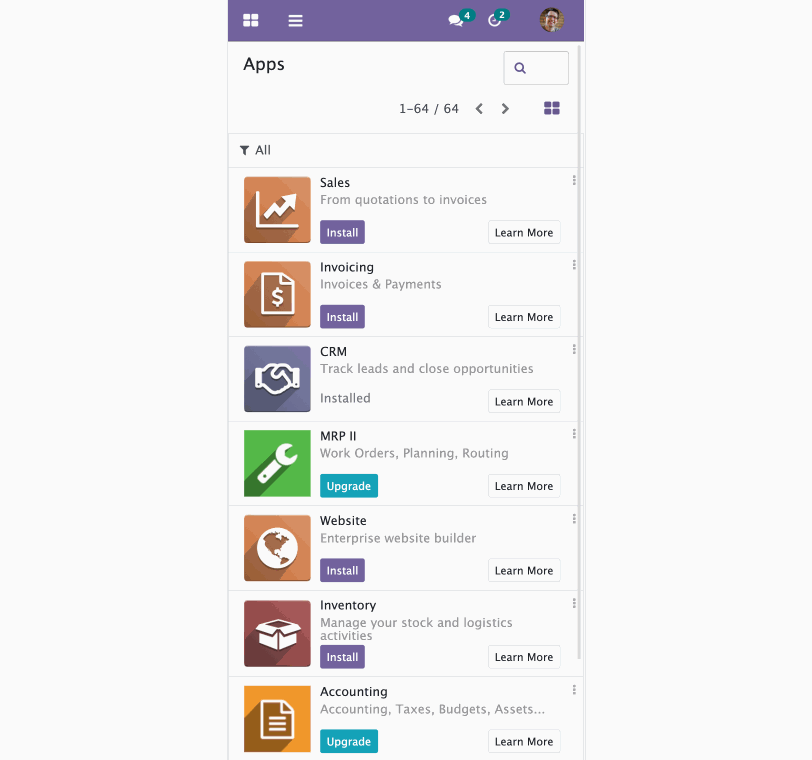 4 2
Apps
1-64 / 64
All
Sales
From quotations to invoices
Install Learn More
Invoicing
Invoices & Payments
Install Learn More
CRM
Track leads and close opportunities
Installed Learn More
MRP II
Work Orders, Planning, Routing
Upgrade Learn More
Website
Enterprise website builder
Install Learn More
Inventory
Manage your stock and logistics
activities
Install Learn More
Accounting
Accounting, Taxes, Budgets, Assets...
Upgrade Learn More